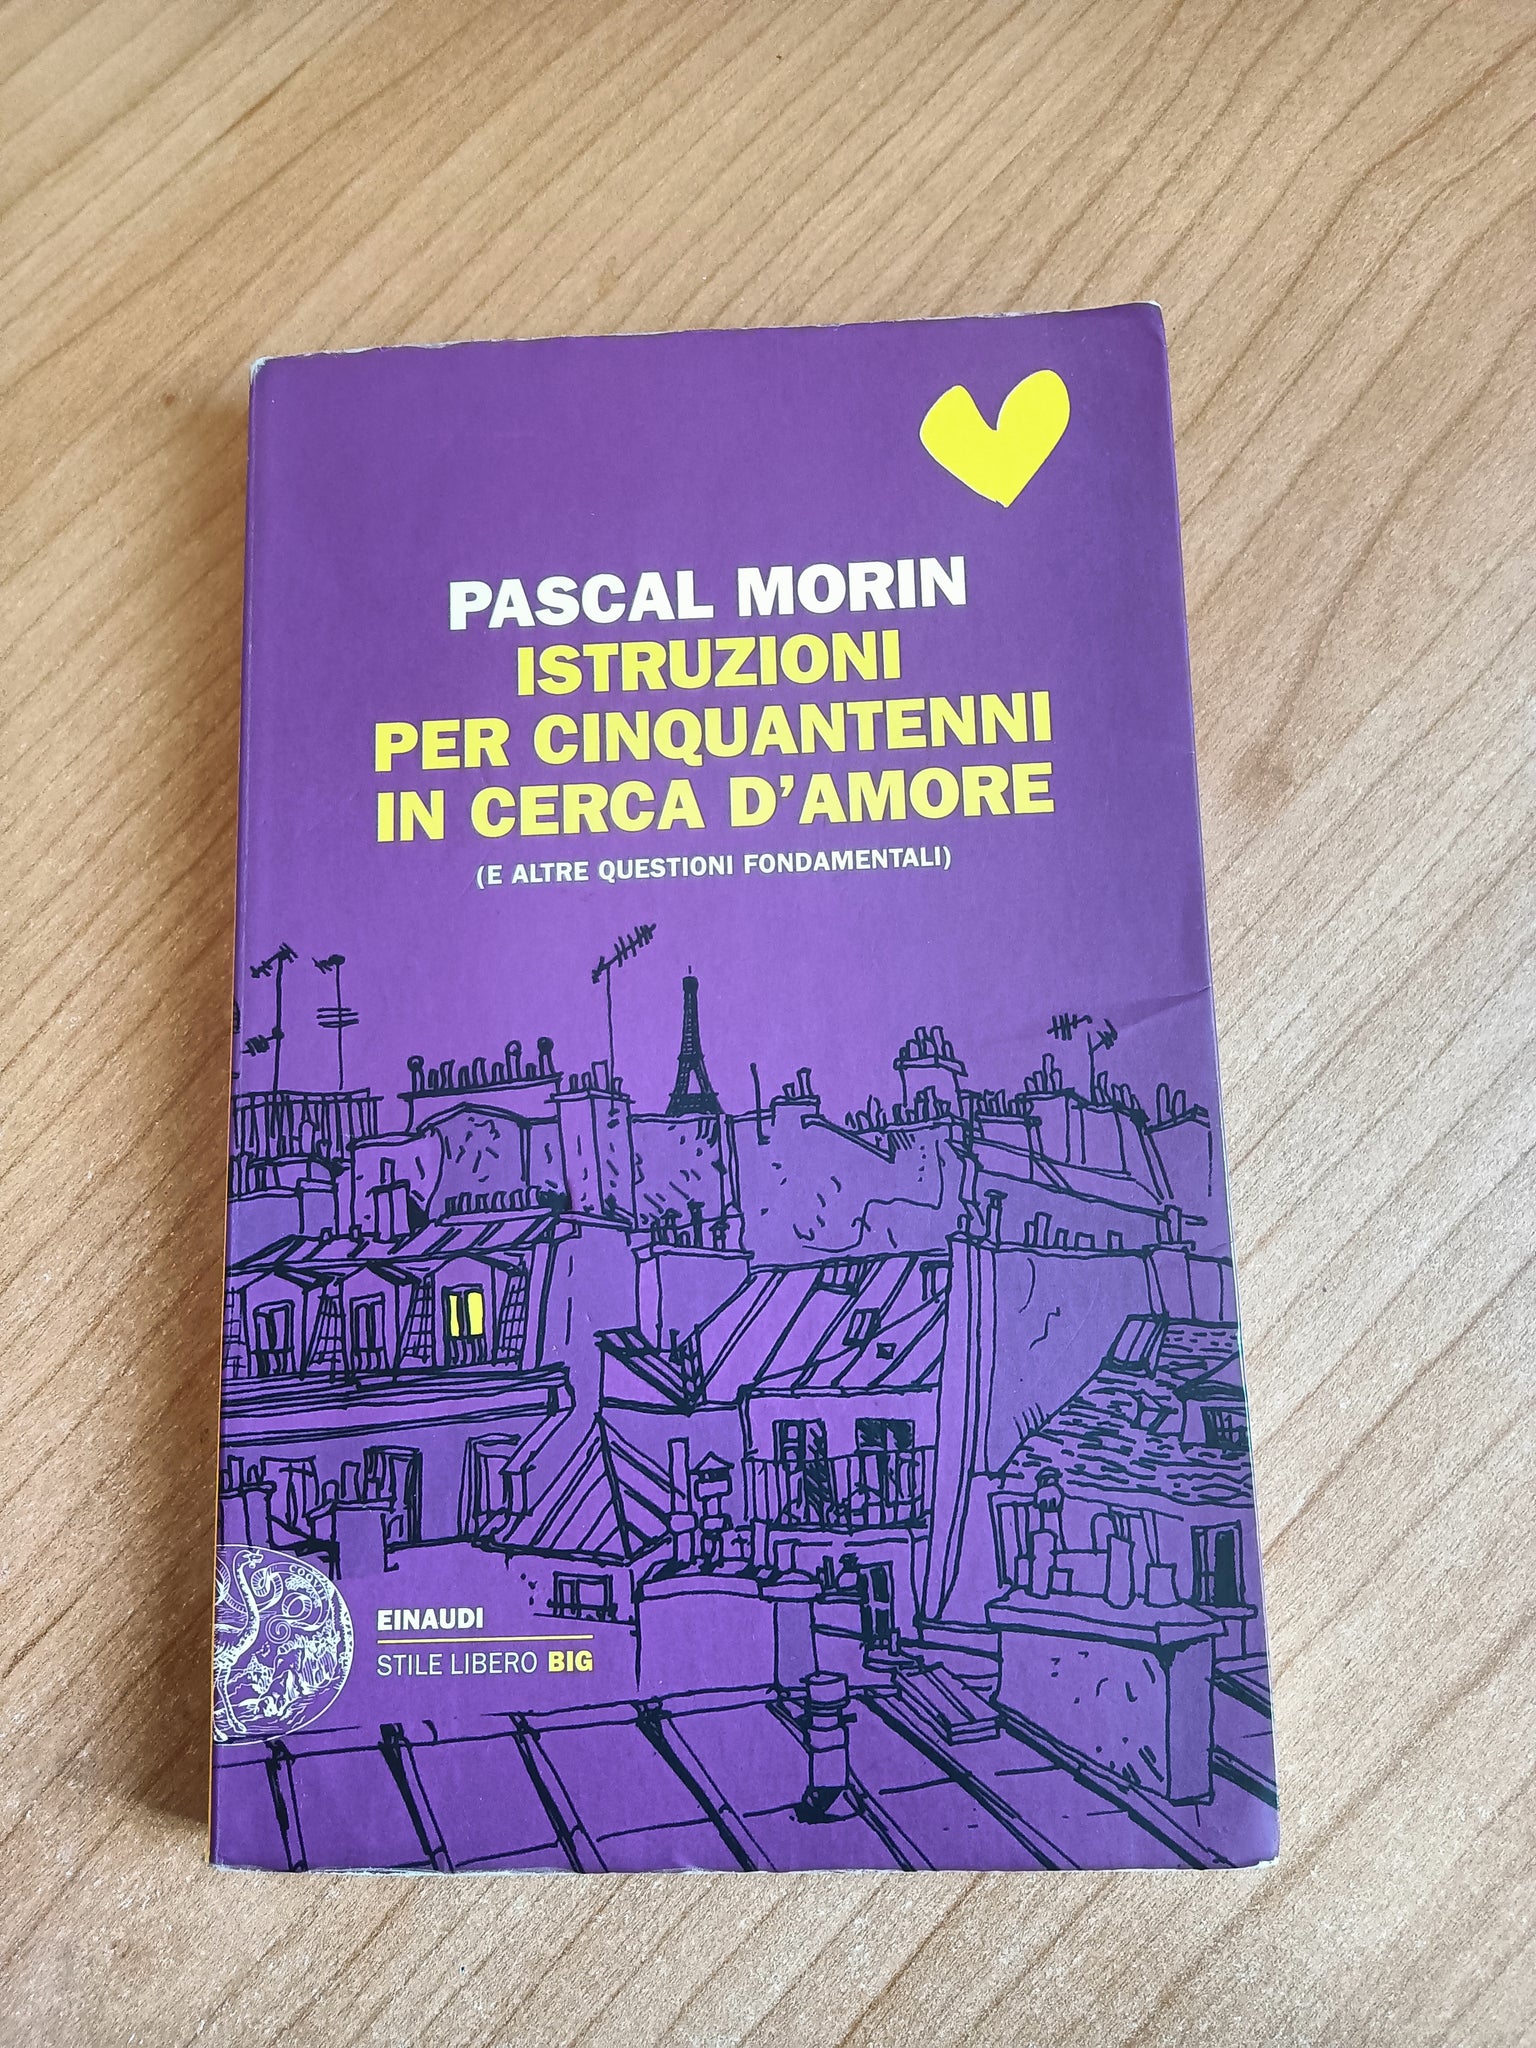 PASCAL MORIN
ISTRUZIONI
PER CINQUANTENNI
IN CERCA D'AMORE
(E ALTRE QUESTIONI FONDAMENTALI)
EINAUDI
STILE LIBERO BIG